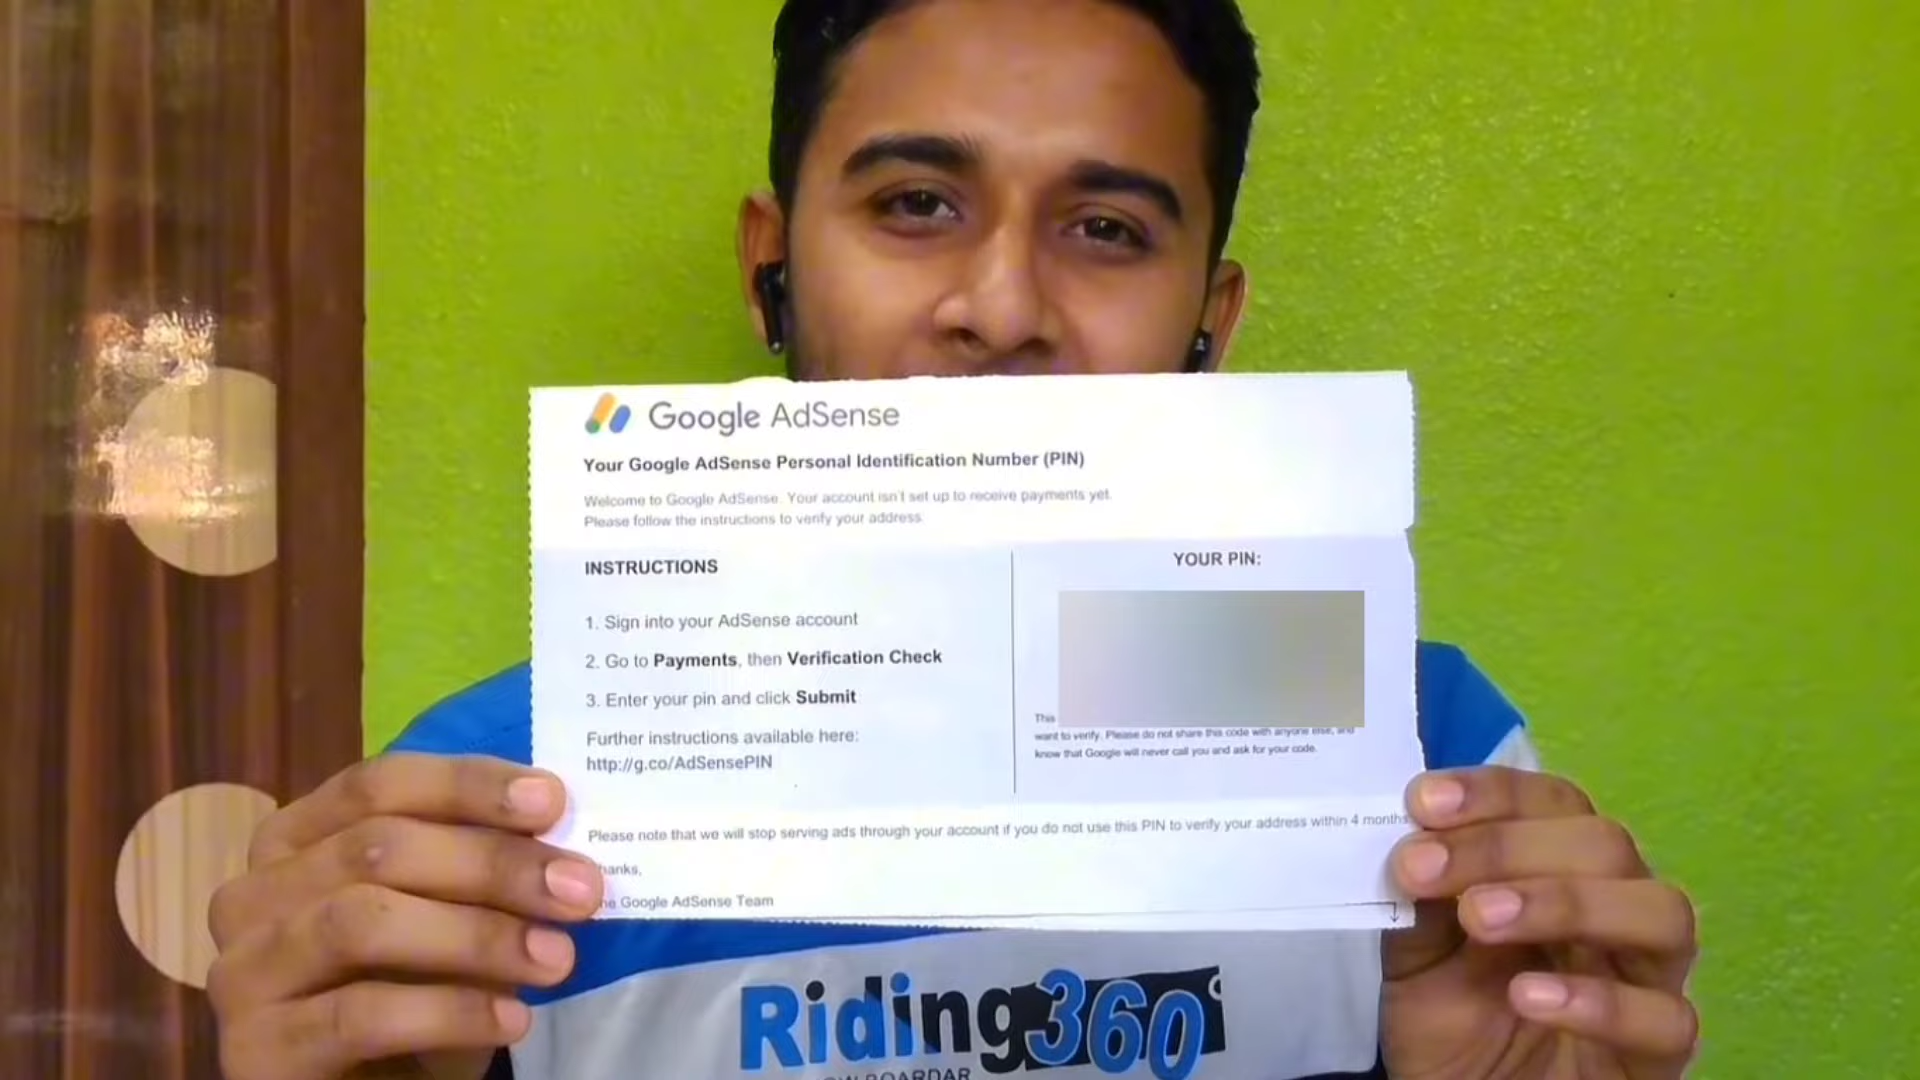 Google AdSense
Your Google AdSense Personal Identification Number (PIN)
Welcome to Google AdSense. Your account isn't set up to receive payments yet.
Please follow the instructions to verify your address.
INSTRUCTIONS
1. Sign into your AdSense account
2. Go to Payments, then Verification Check
3. Enter your pin and click Submit
Further instructions available here:
http://g.co/AdSensePIN
YOUR PIN:
This
want to verify. Please do not share this code with anyone else, and
know that Google will never call you and ask for your code.
Please note that we will stop serving ads through your account if you do not use this PIN to verify your address within 4 months
hanks,
he Google AdSense Team
Riding360°